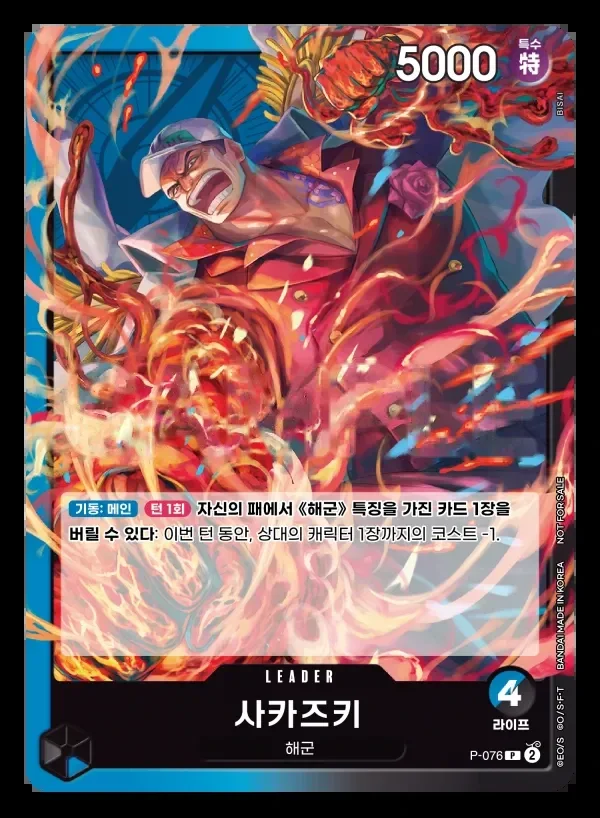 5000
특수
特
BISAI
SAMPLE
기동: 메인 턴 1회 자신의 패에서 《해군》 특징을 가진 카드 1장을
버릴 수 있다: 이번 턴 동안, 상대의 캐릭터 1장까지의 코스트 -1.
LEADER
사카즈키
해군
4
라이프
P-076 P 2
©EO/S ©O/S·F·T BANDAI MADE IN KOREA NOT FOR SALE